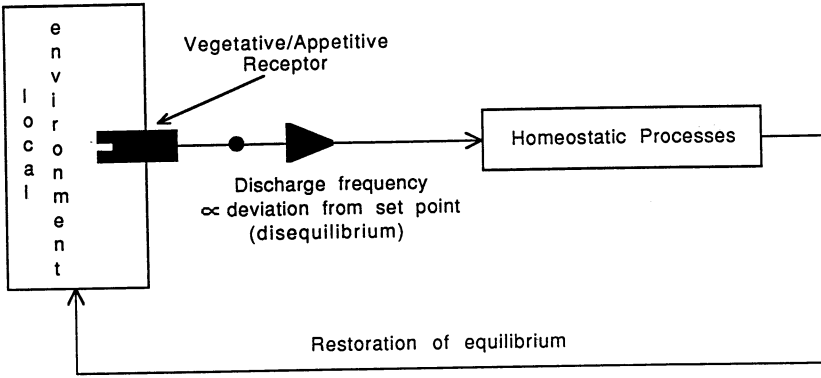 local
environment
Vegetative/Appetitive
Receptor
Homeostatic Processes
Discharge frequency
∝ deviation from set point
(disequilibrium)
Restoration of equilibrium